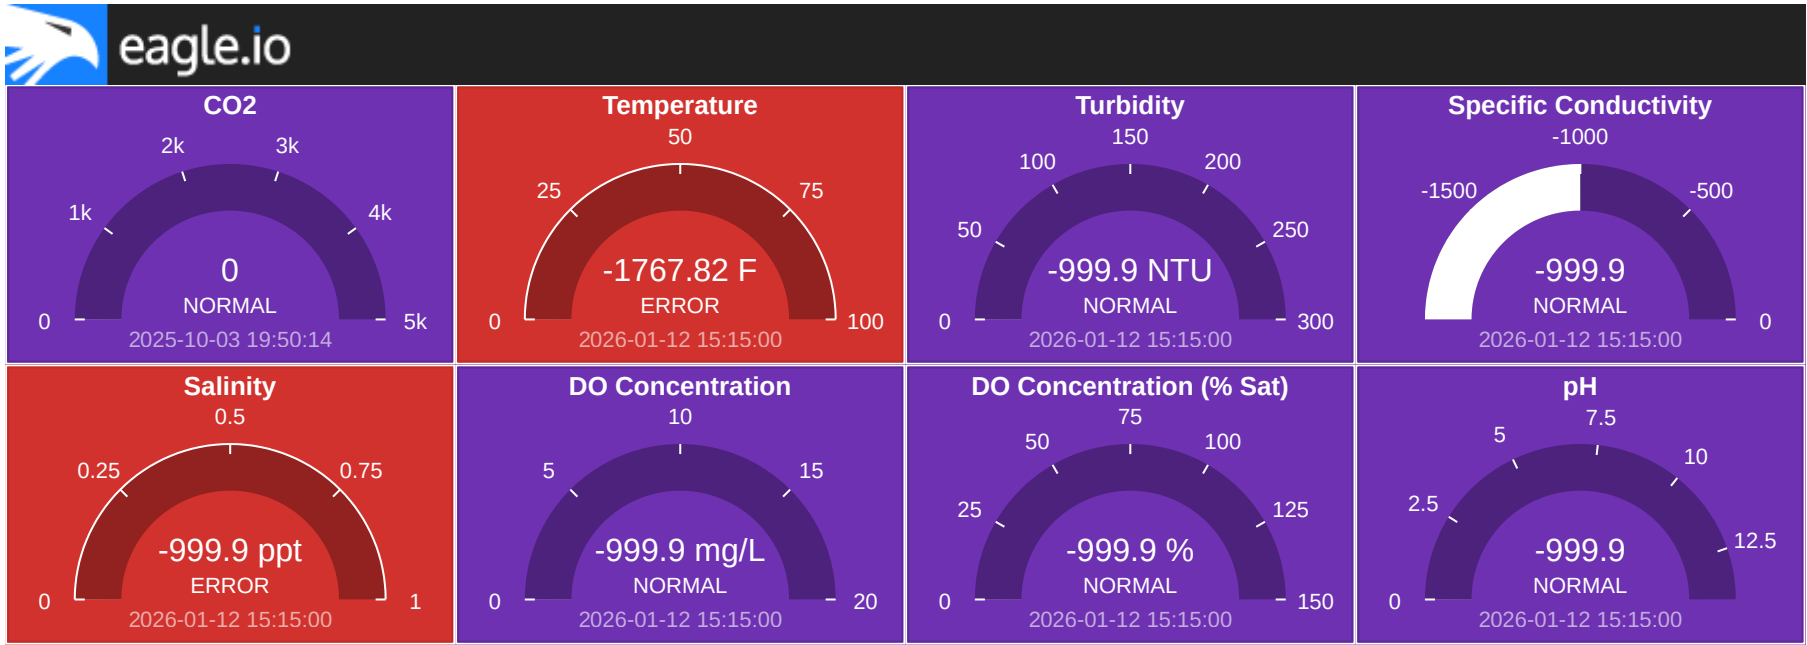 eagle.io
CO2
2k
3k
1k
4k
0
NORMAL
0
5k
2025-10-03 19:50:14
Temperature
50
25
75
-1767.82 F
ERROR
0
100
2026-01-12 15:15:00
Turbidity
150
100
200
50
250
-999.9 NTU
NORMAL
0
300
2026-01-12 15:15:00
Specific Conductivity
-1000
-1500
-500
-999.9
NORMAL
0
2026-01-12 15:15:00
Salinity
0.5
0.25
0.75
-999.9 ppt
ERROR
0
1
2026-01-12 15:15:00
DO Concentration
10
5
15
-999.9 mg/L
NORMAL
0
20
2026-01-12 15:15:00
DO Concentration (% Sat)
75
50
100
25
125
-999.9 %
NORMAL
0
150
2026-01-12 15:15:00
pH
7.5
5
10
2.5
12.5
-999.9
NORMAL
0
2026-01-12 15:15:00